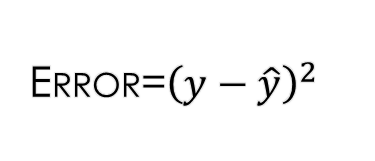 ERROR=(y − ŷ)²